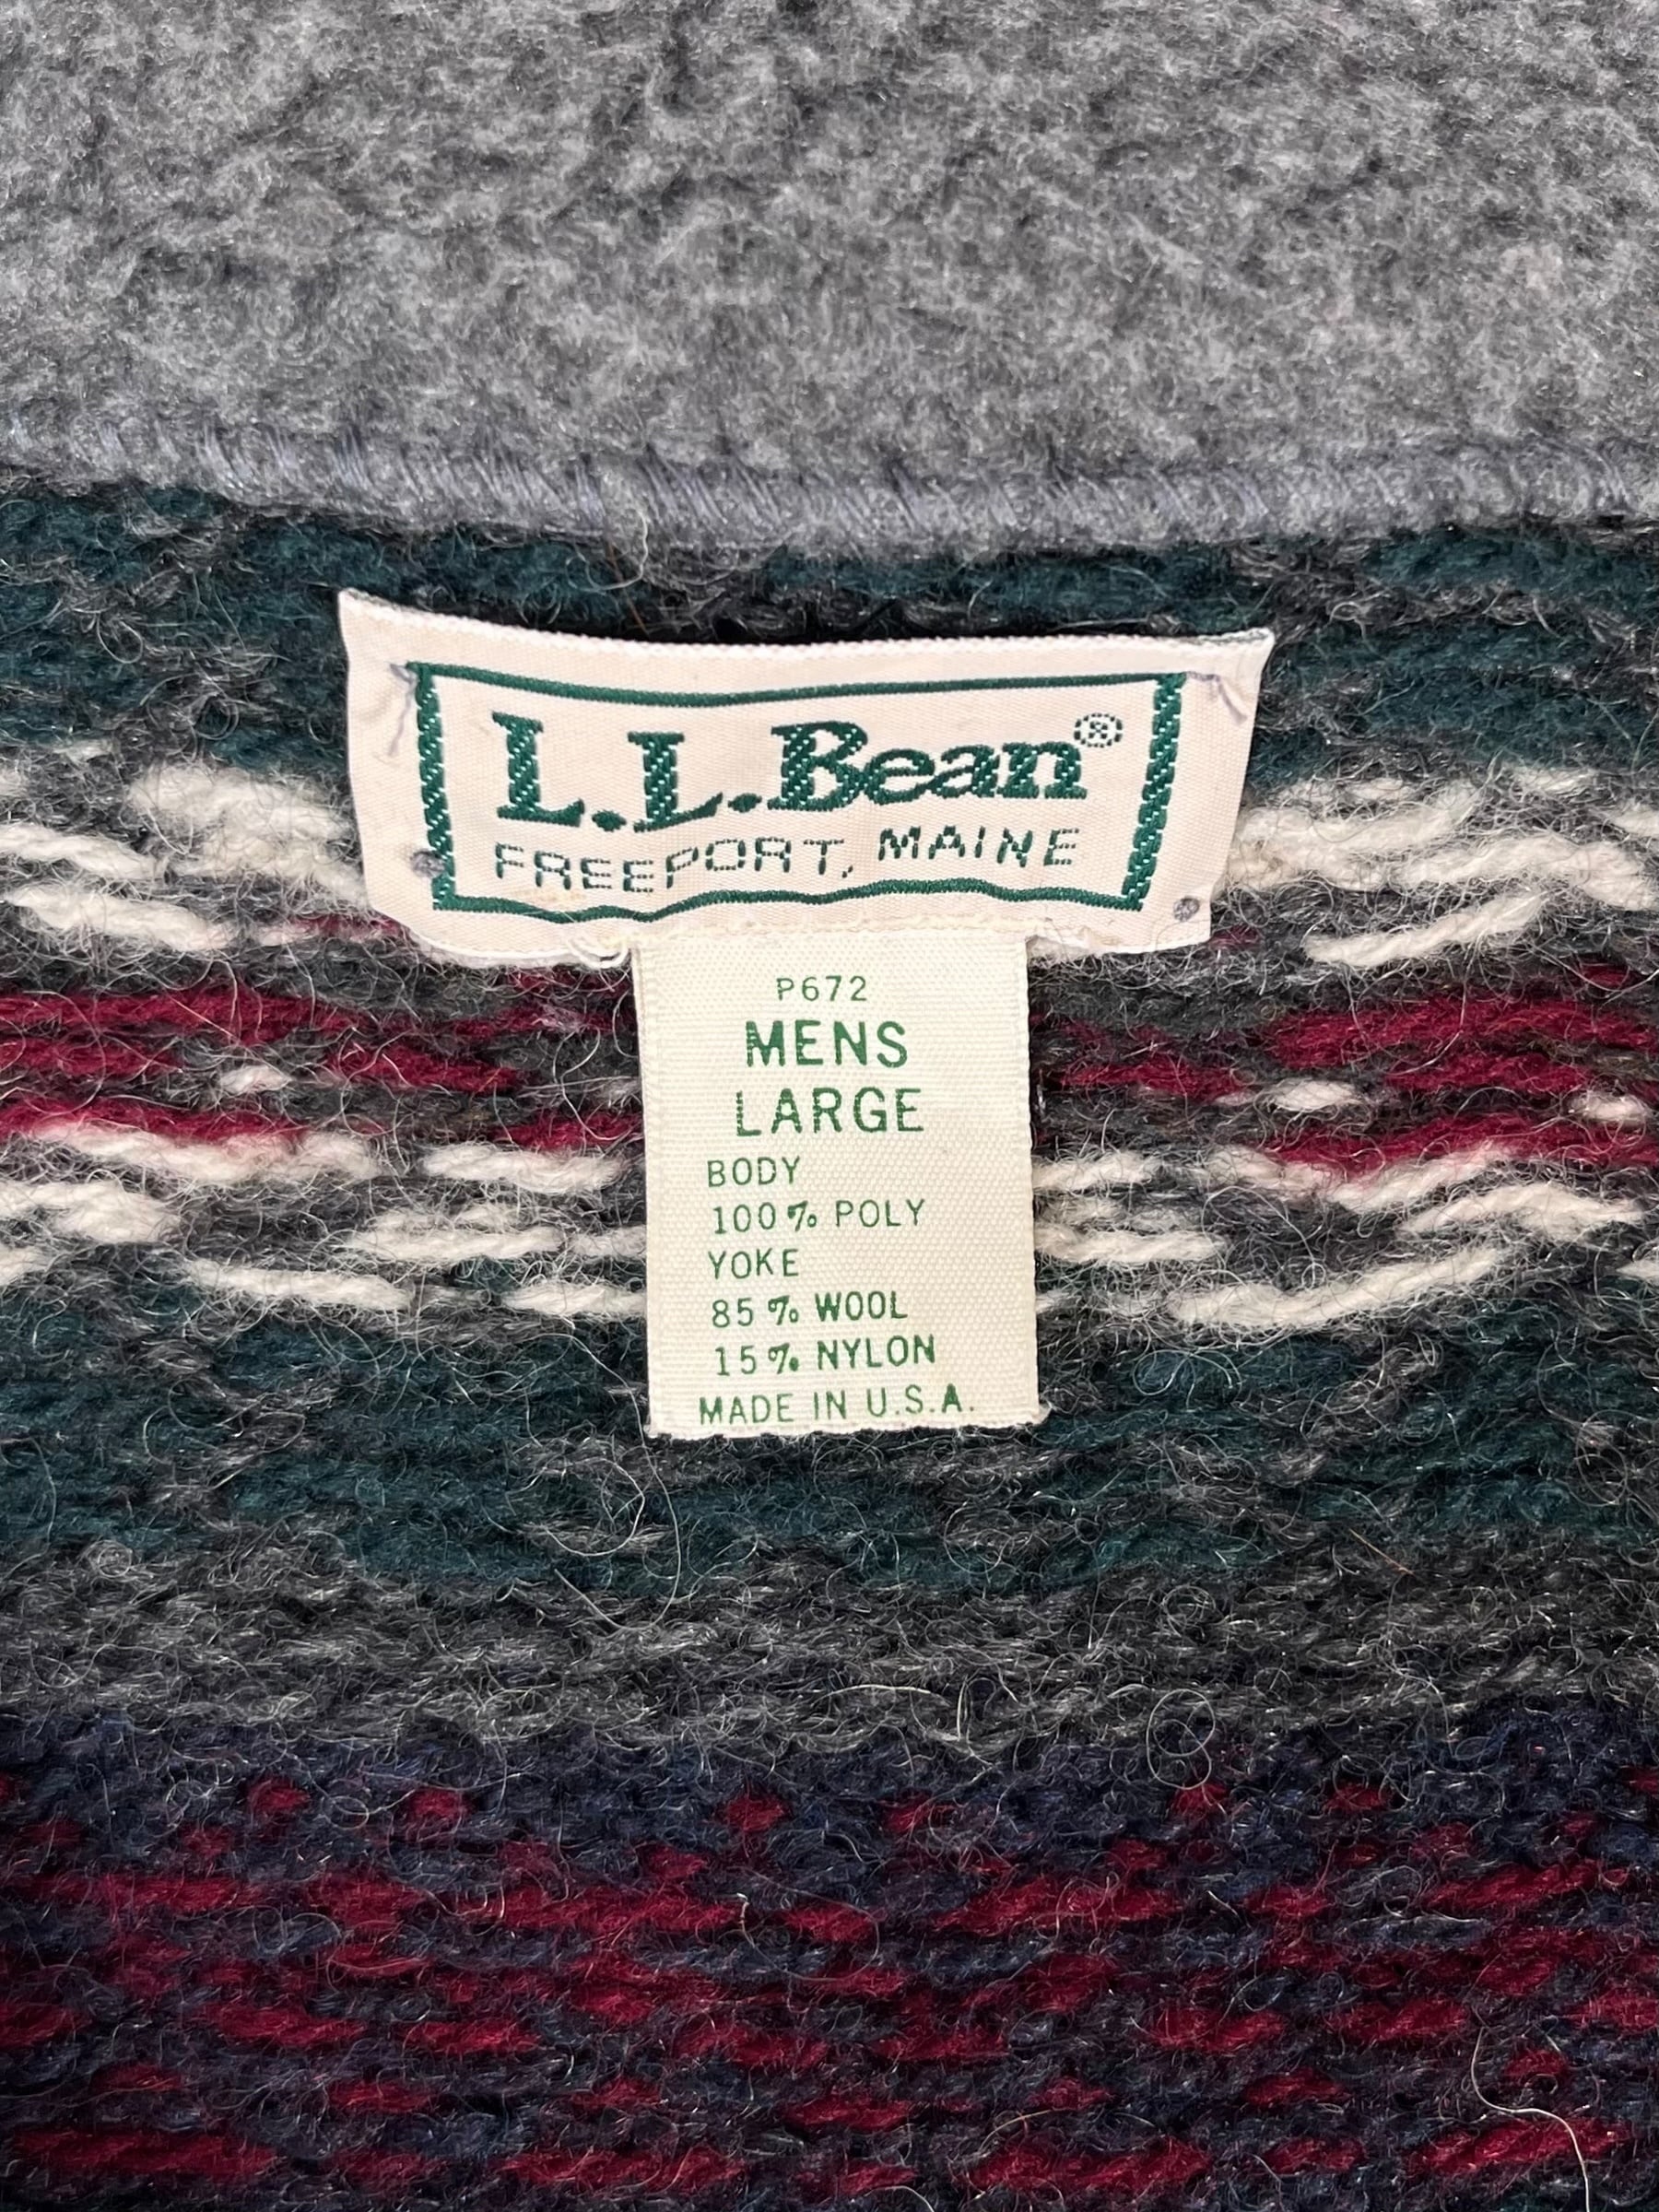 L.L.Bean®
FREEPORT, MAINE
P672
MENS
LARGE
BODY
100% POLY
YOKE
85% WOOL
15% NYLON
MADE IN U.S.A.